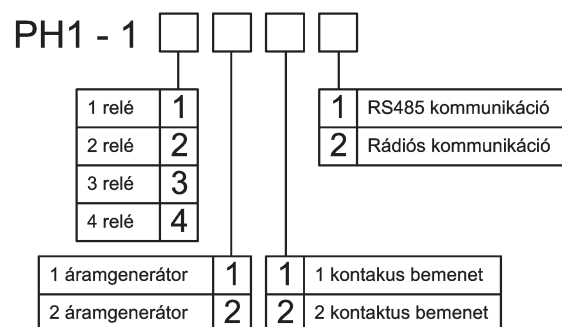 PH1 - 1
1 relé 1
2 relé 2
3 relé 3
4 relé 4
1 RS485 kommunikáció
2 Rádiós kommunikáció
1 áramgenerátor 1
2 áramgenerátor 2
1 1 kontakus bemenet
2 2 kontaktus bemenet